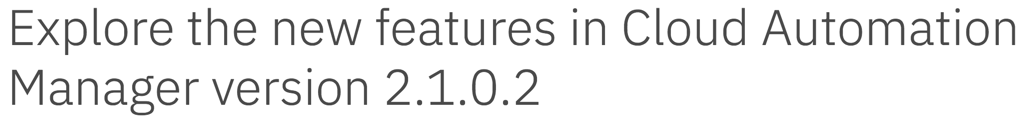 Explore the new features in Cloud Automation
Manager version 2.1.0.2